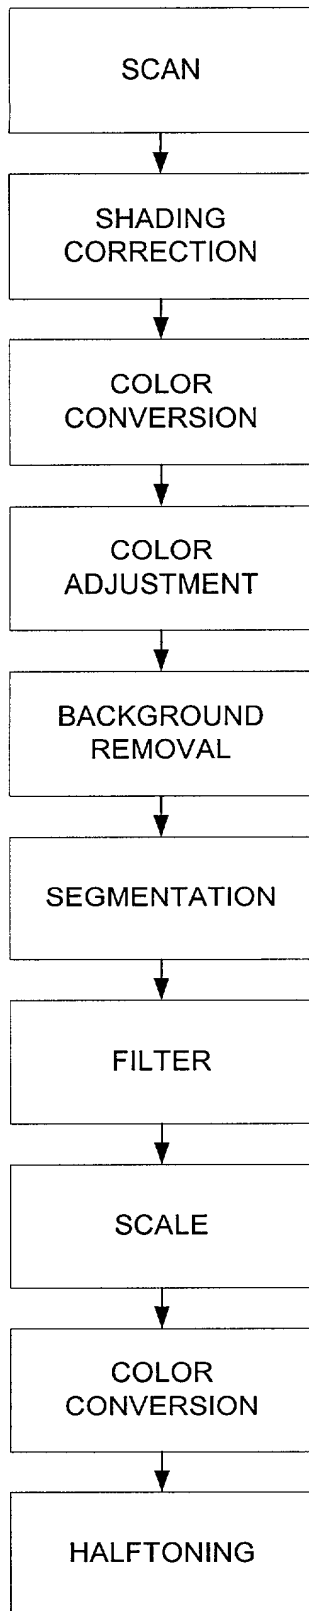 SCAN
SHADING
CORRECTION
COLOR
CONVERSION
COLOR
ADJUSTMENT
BACKGROUND
REMOVAL
SEGMENTATION
FILTER
SCALE
COLOR
CONVERSION
HALFTONING